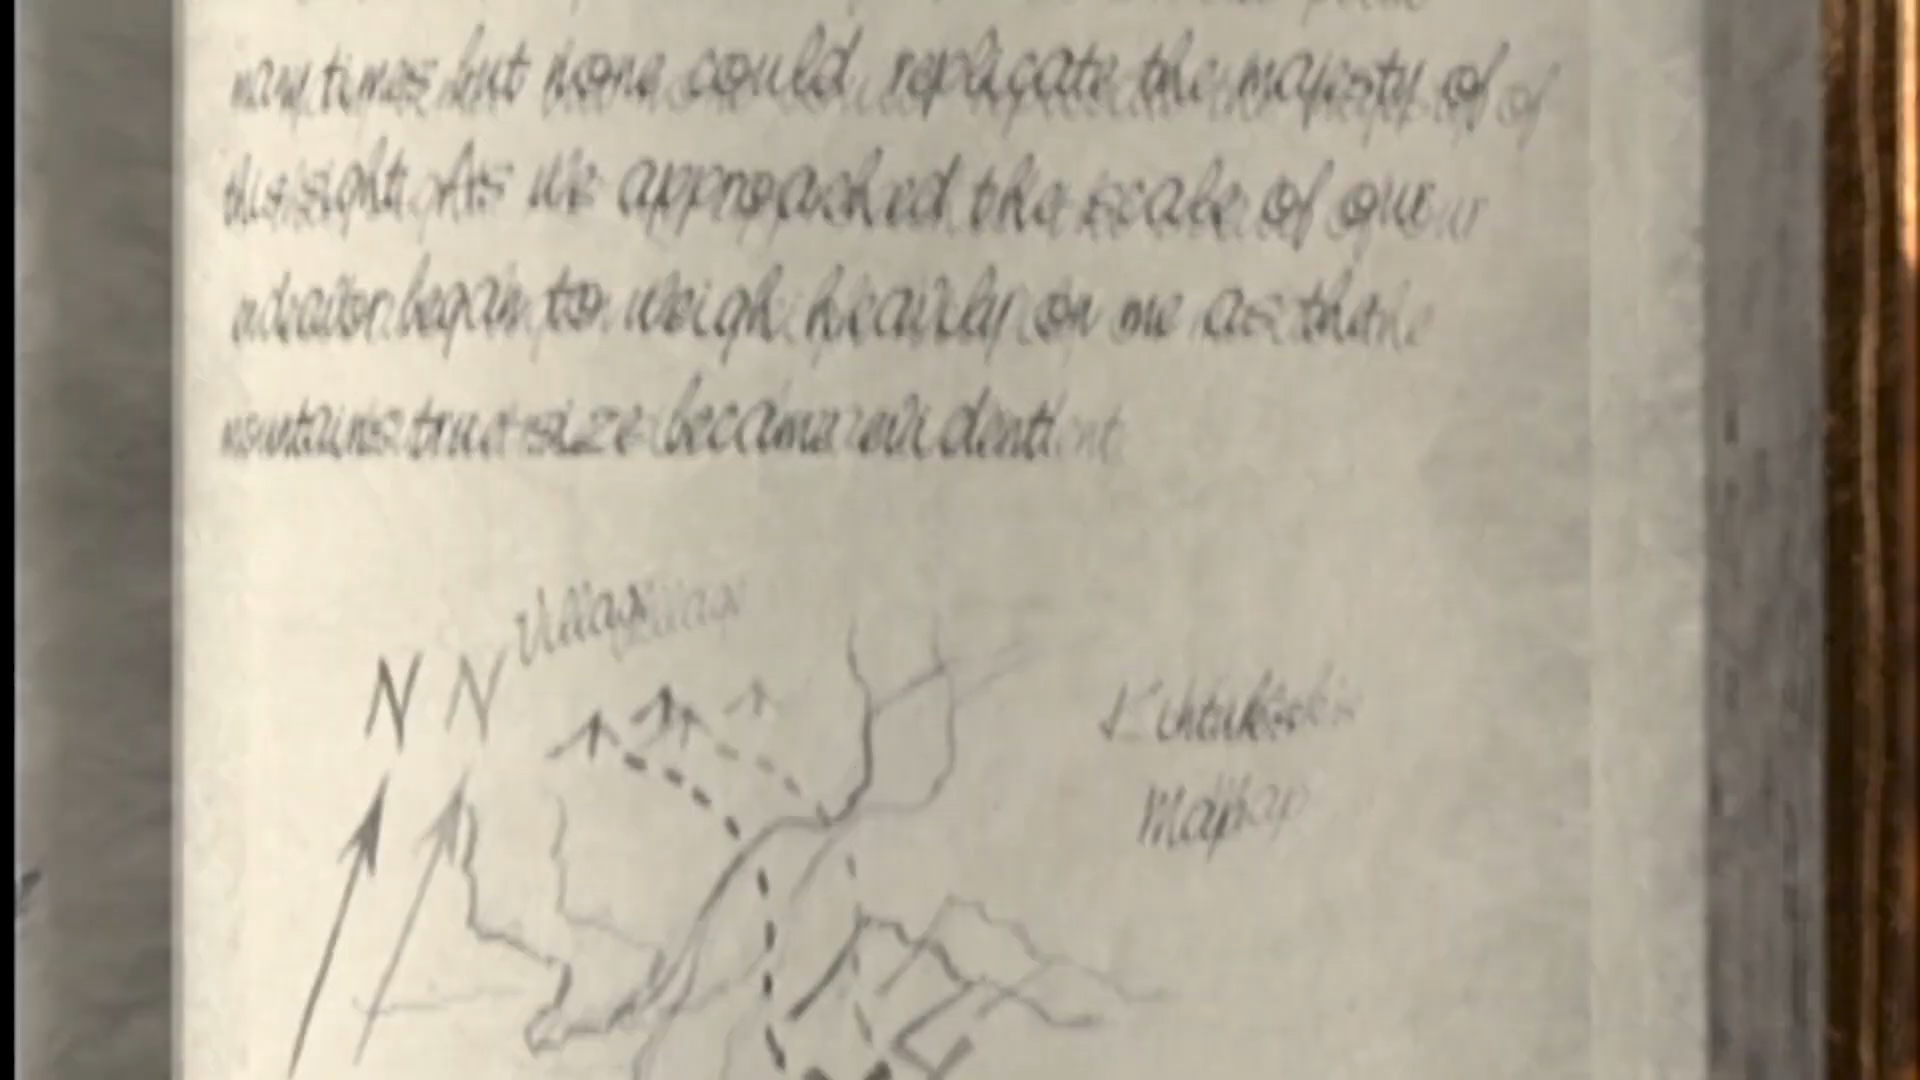 many times but none could replicate the majesty of
this sight. As we approached the scale of our
began to weigh heavily on me as the
mountains true size became evident
Village
N
Map